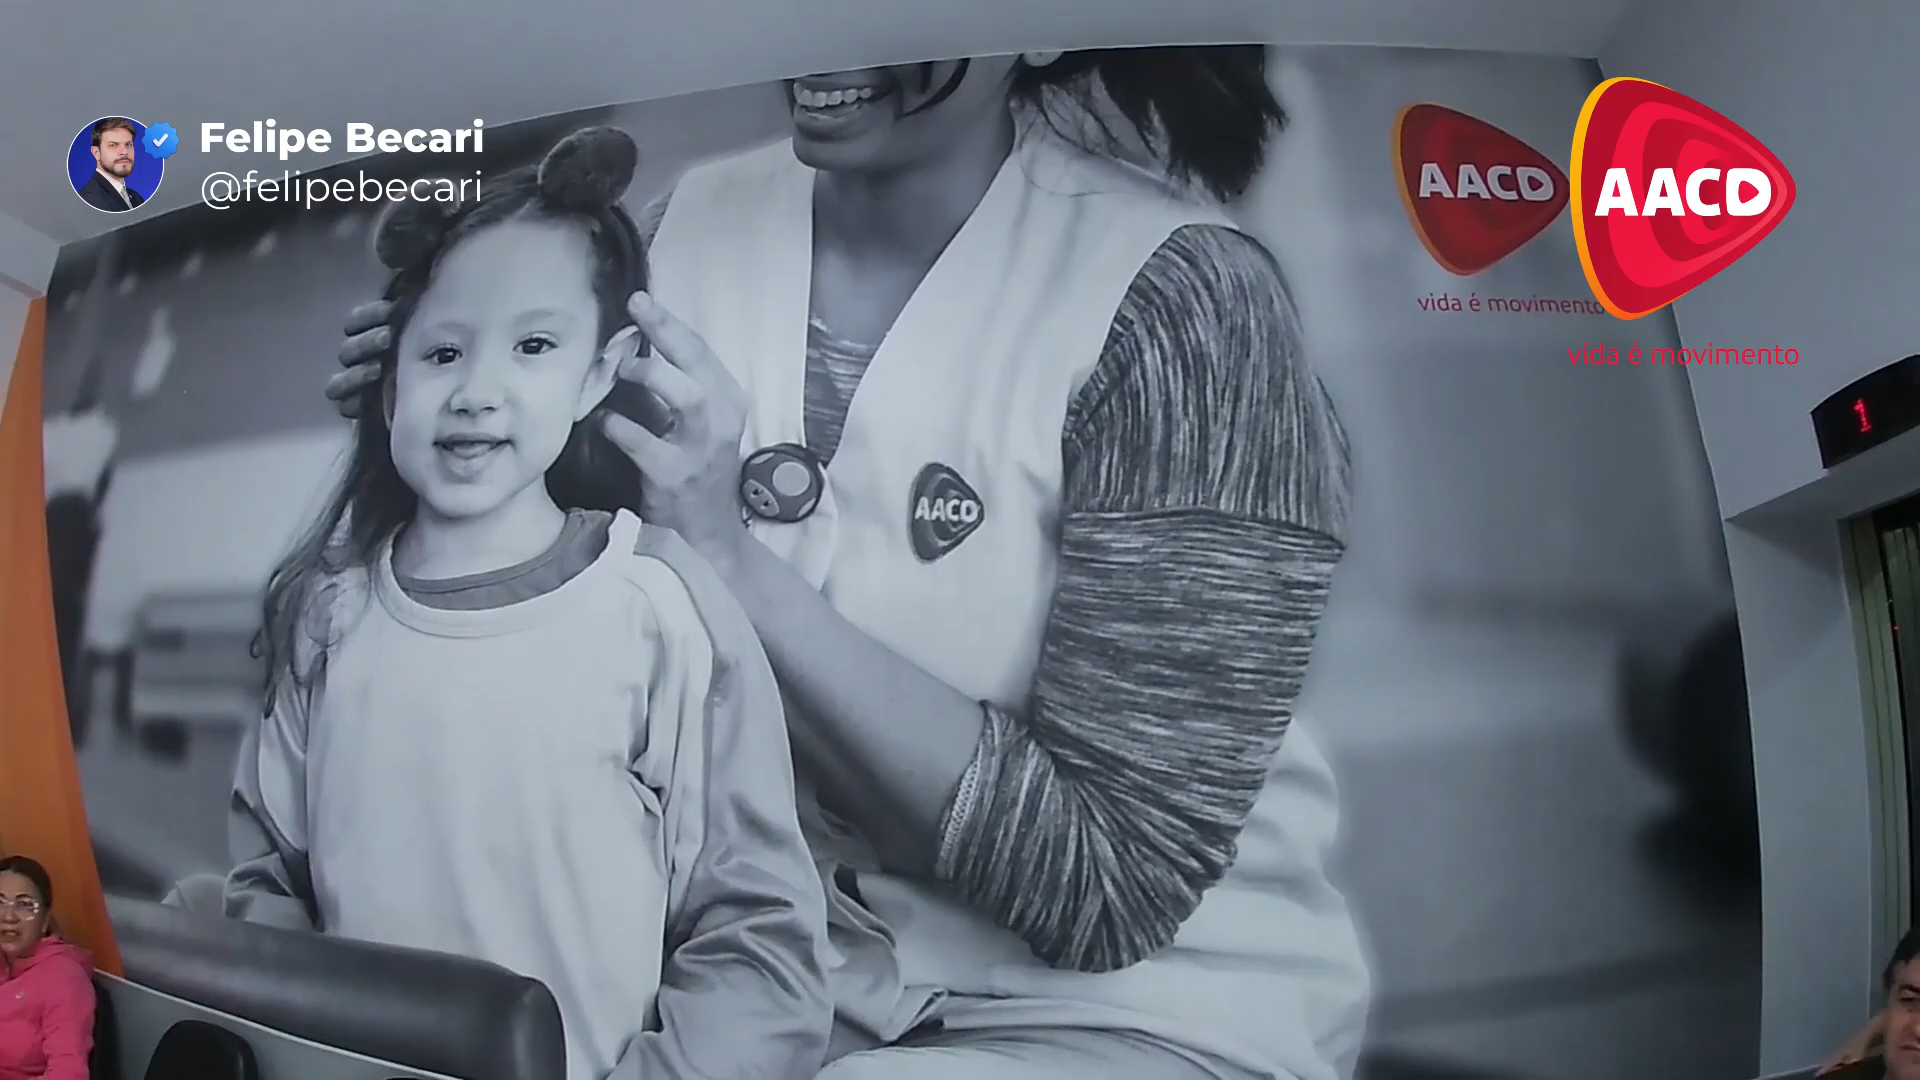 Felipe Becari
@felipebecari
AACD
vida é movimento
AACD
vida é movimento
AACD
1